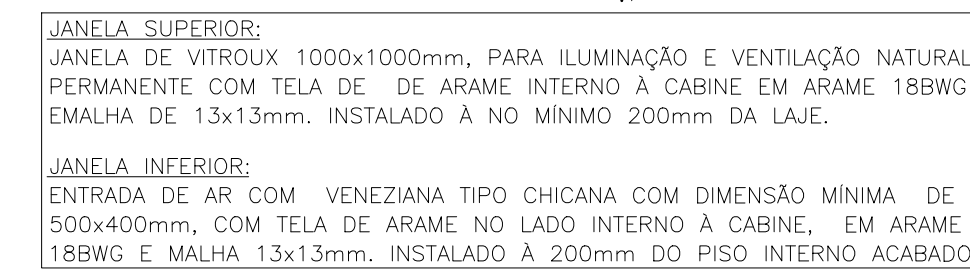 JANELA SUPERIOR:
JANELA DE VITROUX 1000x1000mm, PARA ILUMINAÇÃO E VENTILAÇÃO NATURAL
PERMANENTE COM TELA DE DE ARAME INTERNO À CABINE EM ARAME 18BWG
EMALHA DE 13x13mm. INSTALADO À NO MÍNIMO 200mm DA LAJE.
JANELA INFERIOR:
ENTRADA DE AR COM VENEZIANA TIPO CHICANA COM DIMENSÃO MÍNIMA DE
500x400mm, COM TELA DE ARAME NO LADO INTERNO À CABINE, EM ARAME
18BWG E MALHA 13x13mm. INSTALADO À 200mm DO PISO INTERNO ACABADO